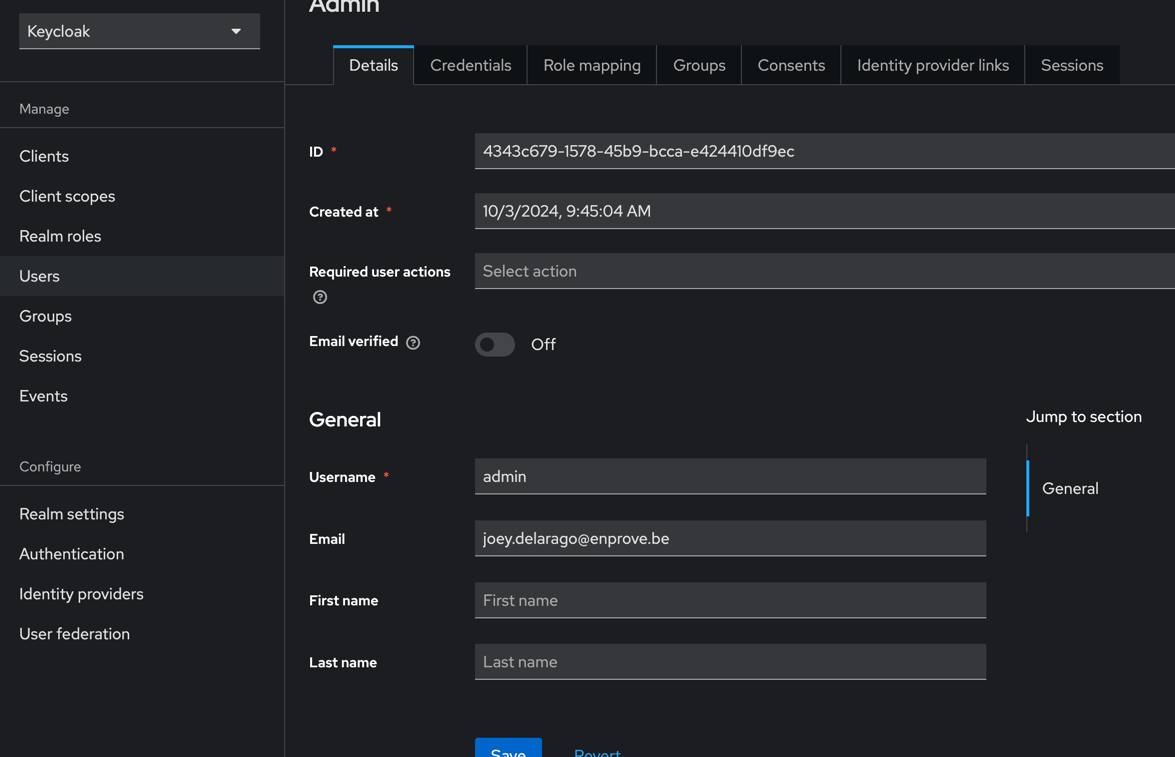 Admin
Keycloak
Details Credentials Role mapping Groups Consents Identity provider links Sessions
Manage
Clients
Client scopes
Realm roles
Users
Groups
Sessions
Events
Configure
Realm settings
Authentication
Identity providers
User federation
ID * 4343c679-1578-45b9-bcca-e424410df9ec
Created at * 10/3/2024, 9:45:04 AM
Required user actions Select action
Email verified Off
General
Username * admin
Email joey.delarago@enprove.be
First name First name
Last name Last name
Save Revert
Jump to section
General